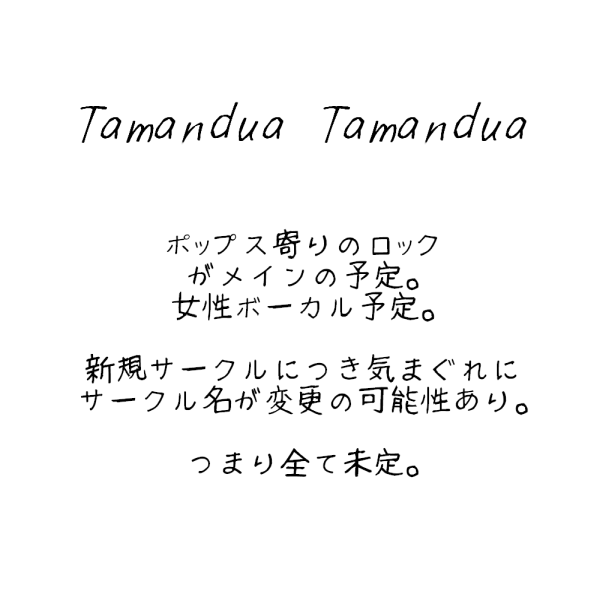 Tamandua Tamandua
ポップス寄りのロック
がメインの予定。
女性ボーカル予定。
新規サークルにつき気まぐれに
サークル名が変更の可能性あり。
つまり全て未定。